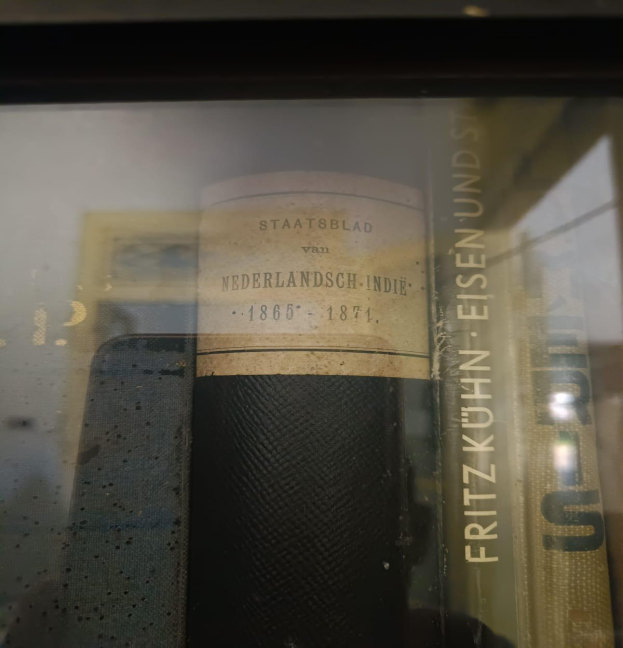 STAATSBLAD
van
NEDERLANDSCH-INDIË
1865 - 1871.
FRITZ KÜHN · EISEN UND ST